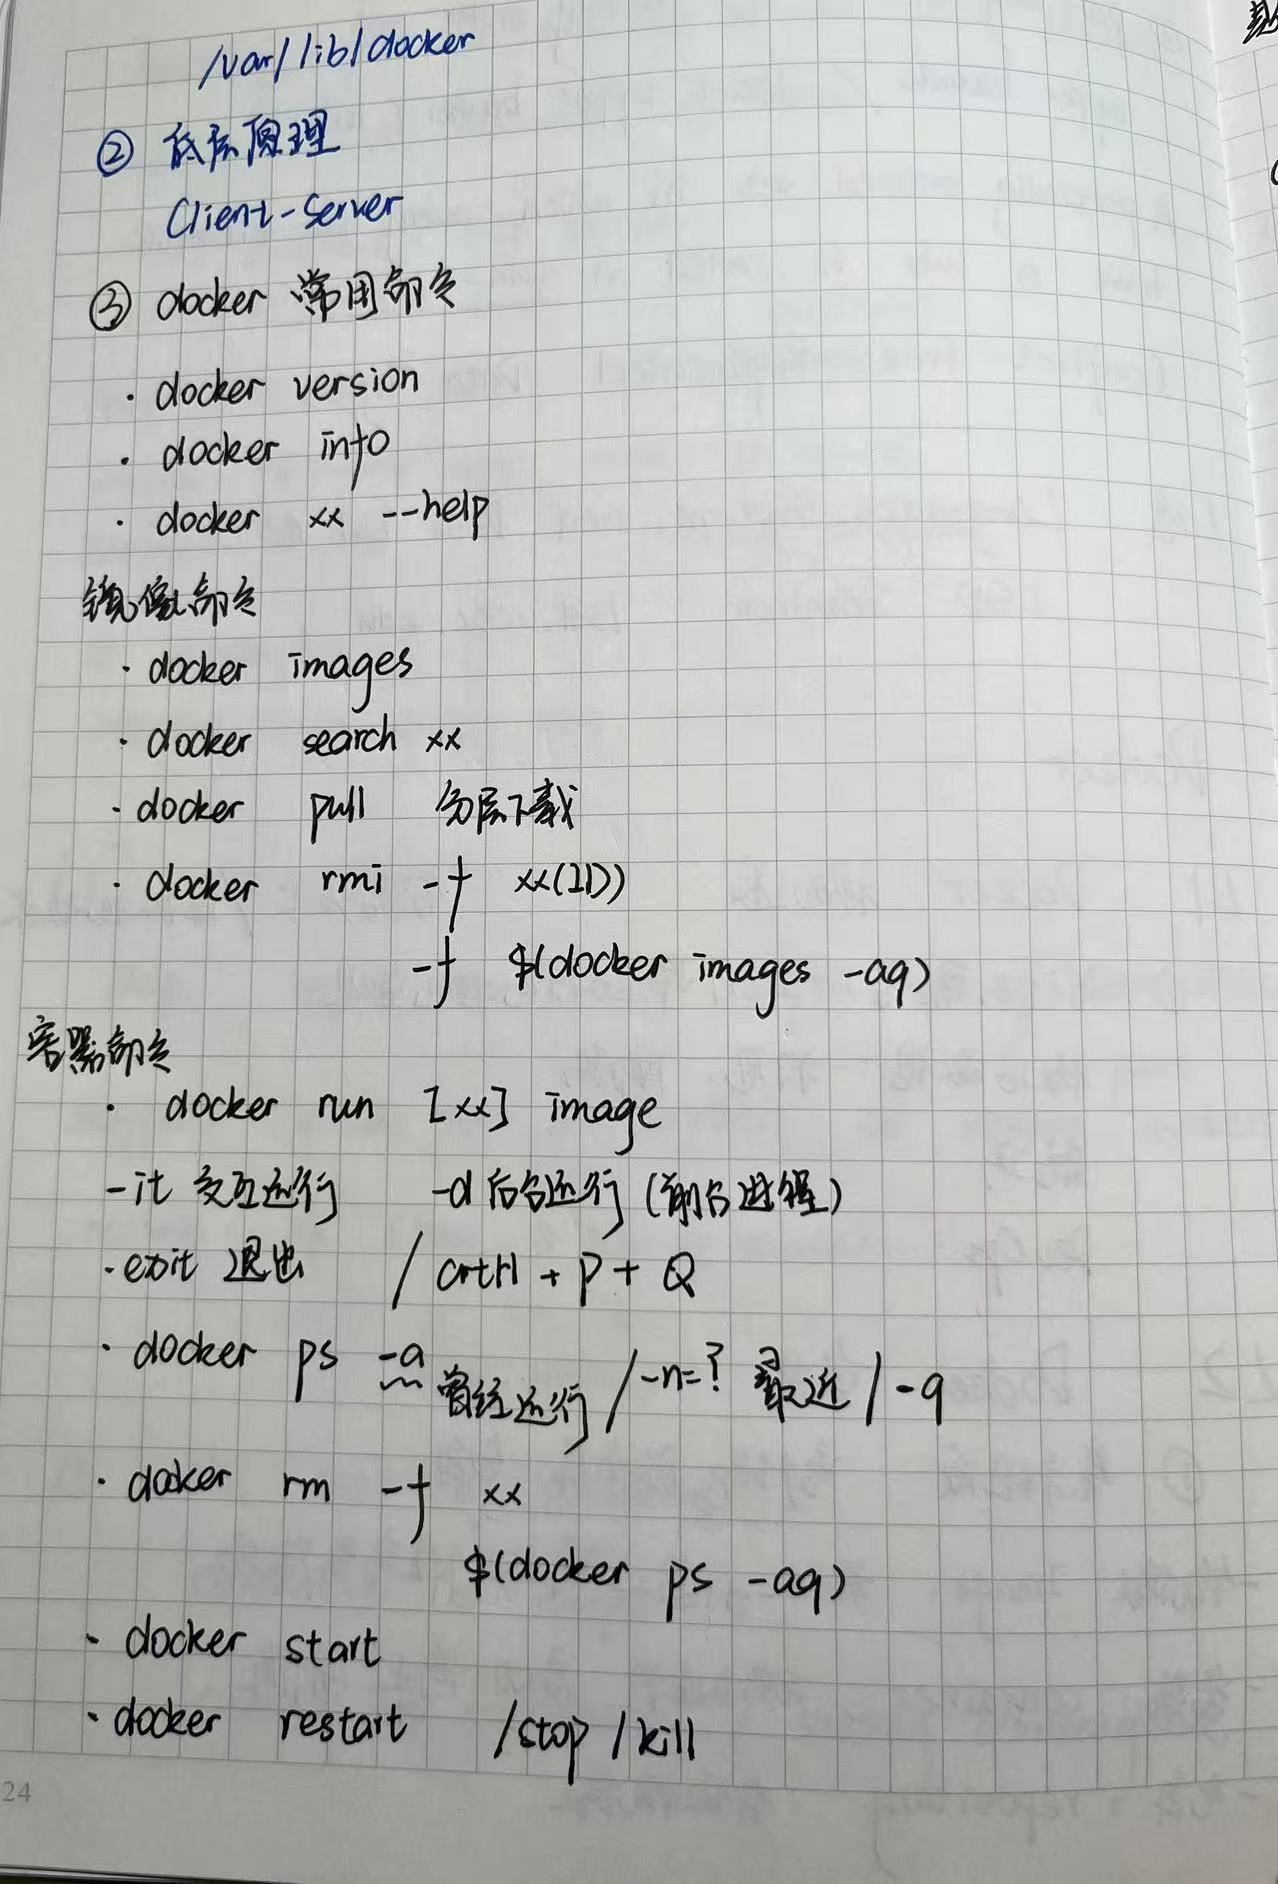 /var/lib/docker
② 底层原理
Client-Server
③ docker 常用命令
· docker version
· docker info
· docker xx --help
镜像命令
· docker images
· docker search xx
· docker pull 分层下载
· docker rmi -f xx(ID)
-f $(docker images -aq)
容器命令
· docker run [xx] image
-it 交互运行 -d 后台运行 (前台进程)
· exit 退出 / crtrl + P + Q
· docker ps -a 曾经运行 / -n=? 最近 / -q
· docker rm -f xx
$(docker ps -aq)
· docker start
· docker restart /stop /kill
24